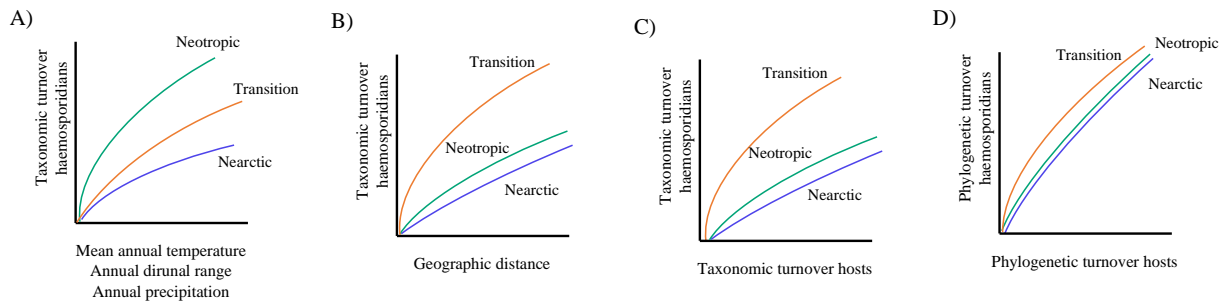 A)
Taxonomic turnover
haemosporidians
Neotropic
Transition
Nearctic
Mean annual temperature
Annual dirunal range
Annual precipitation
B)
Taxonomic turnover
haemosporidians
Transition
Neotropic
Nearctic
Geographic distance
C)
Taxonomic turnover
haemosporidians
Transition
Neotropic
Nearctic
Taxonomic turnover hosts
D)
Phylogenetic turnover
haemosporidians
Transition
Neotropic
Nearctic
Phylogenetic turnover hosts